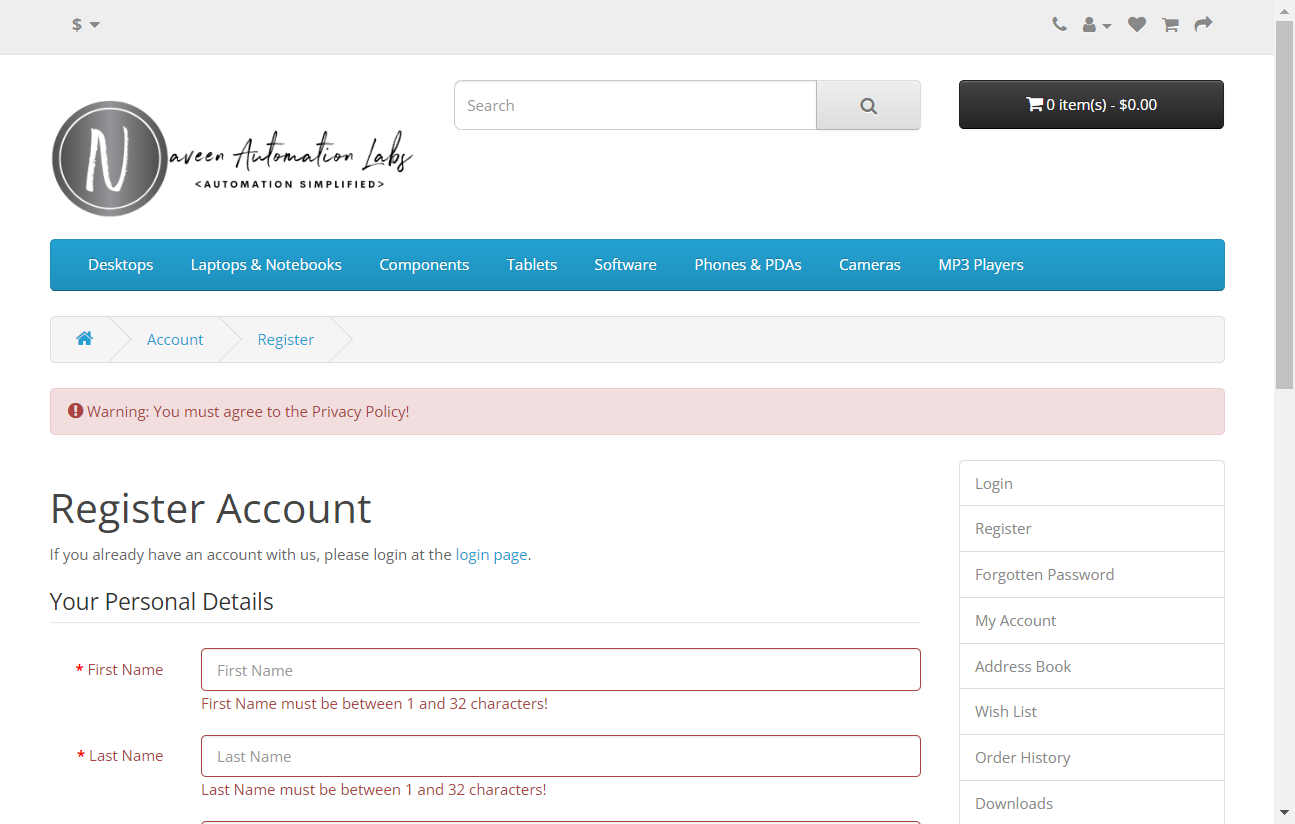 $
Search
0 item(s) - $0.00
N
aveen Automation Labs
<AUTOMATION SIMPLIFIED>
Desktops Laptops & Notebooks Components Tablets Software Phones & PDAs Cameras MP3 Players
Account Register
Warning: You must agree to the Privacy Policy!
Register Account
If you already have an account with us, please login at the login page.
Your Personal Details
* First Name
First Name
First Name must be between 1 and 32 characters!
* Last Name
Last Name
Last Name must be between 1 and 32 characters!
Login
Register
Forgotten Password
My Account
Address Book
Wish List
Order History
Downloads